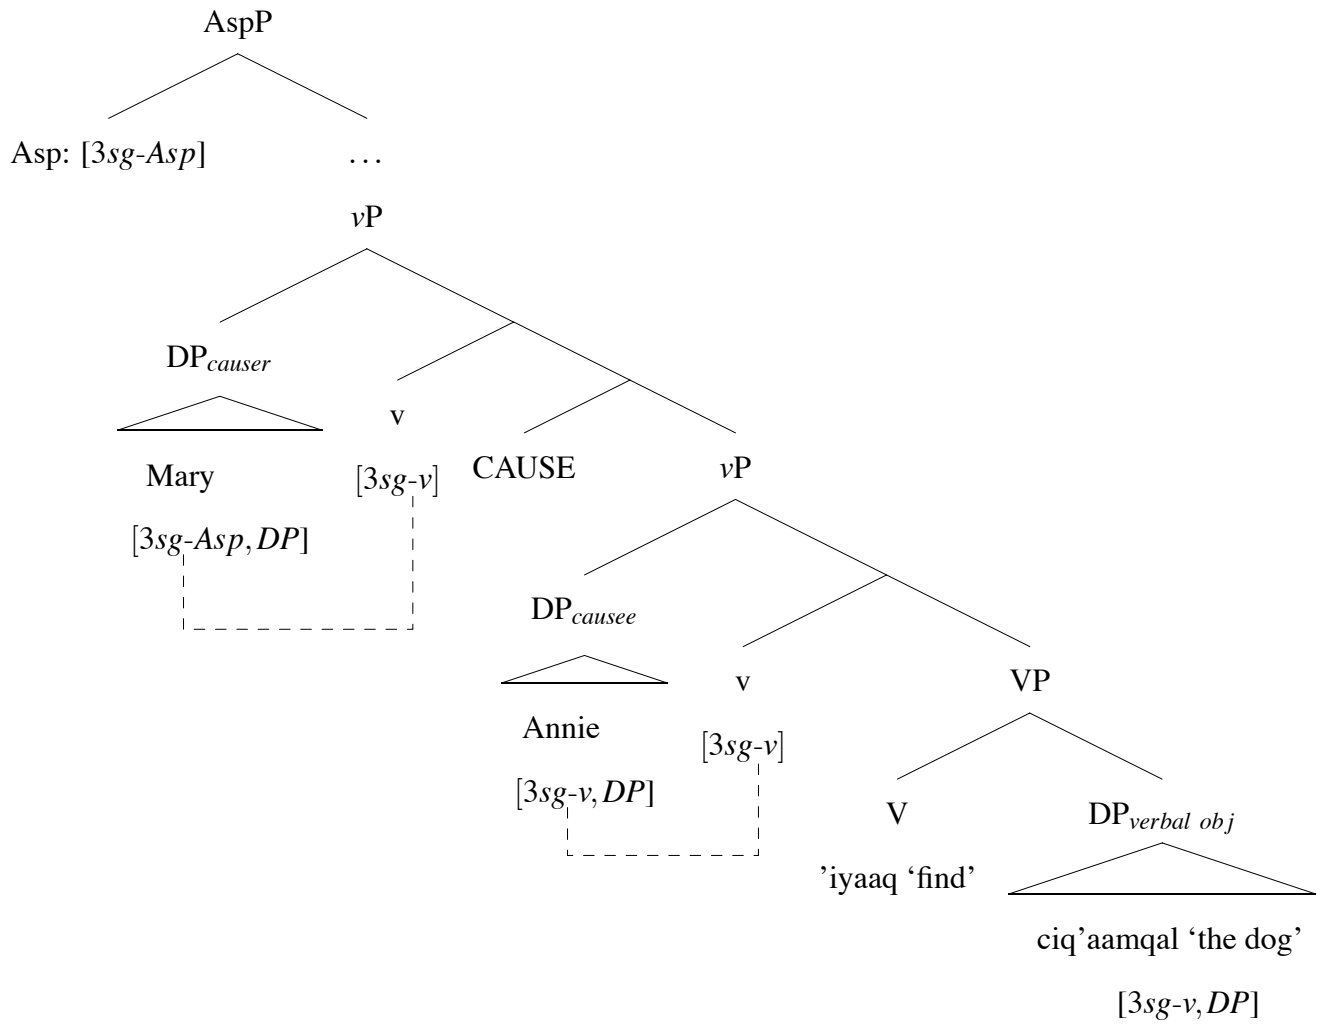 AspP
Asp: [3sg-Asp] …
vP
DPcauser
v
Mary [3sg-v] CAUSE vP
[3sg-Asp, DP]
DPcausee
v VP
Annie [3sg-v]
[3sg-v, DP] V DPverbal obj
’iyaaq ‘find’
ciq’aamqal ‘the dog’
[3sg-v, DP]